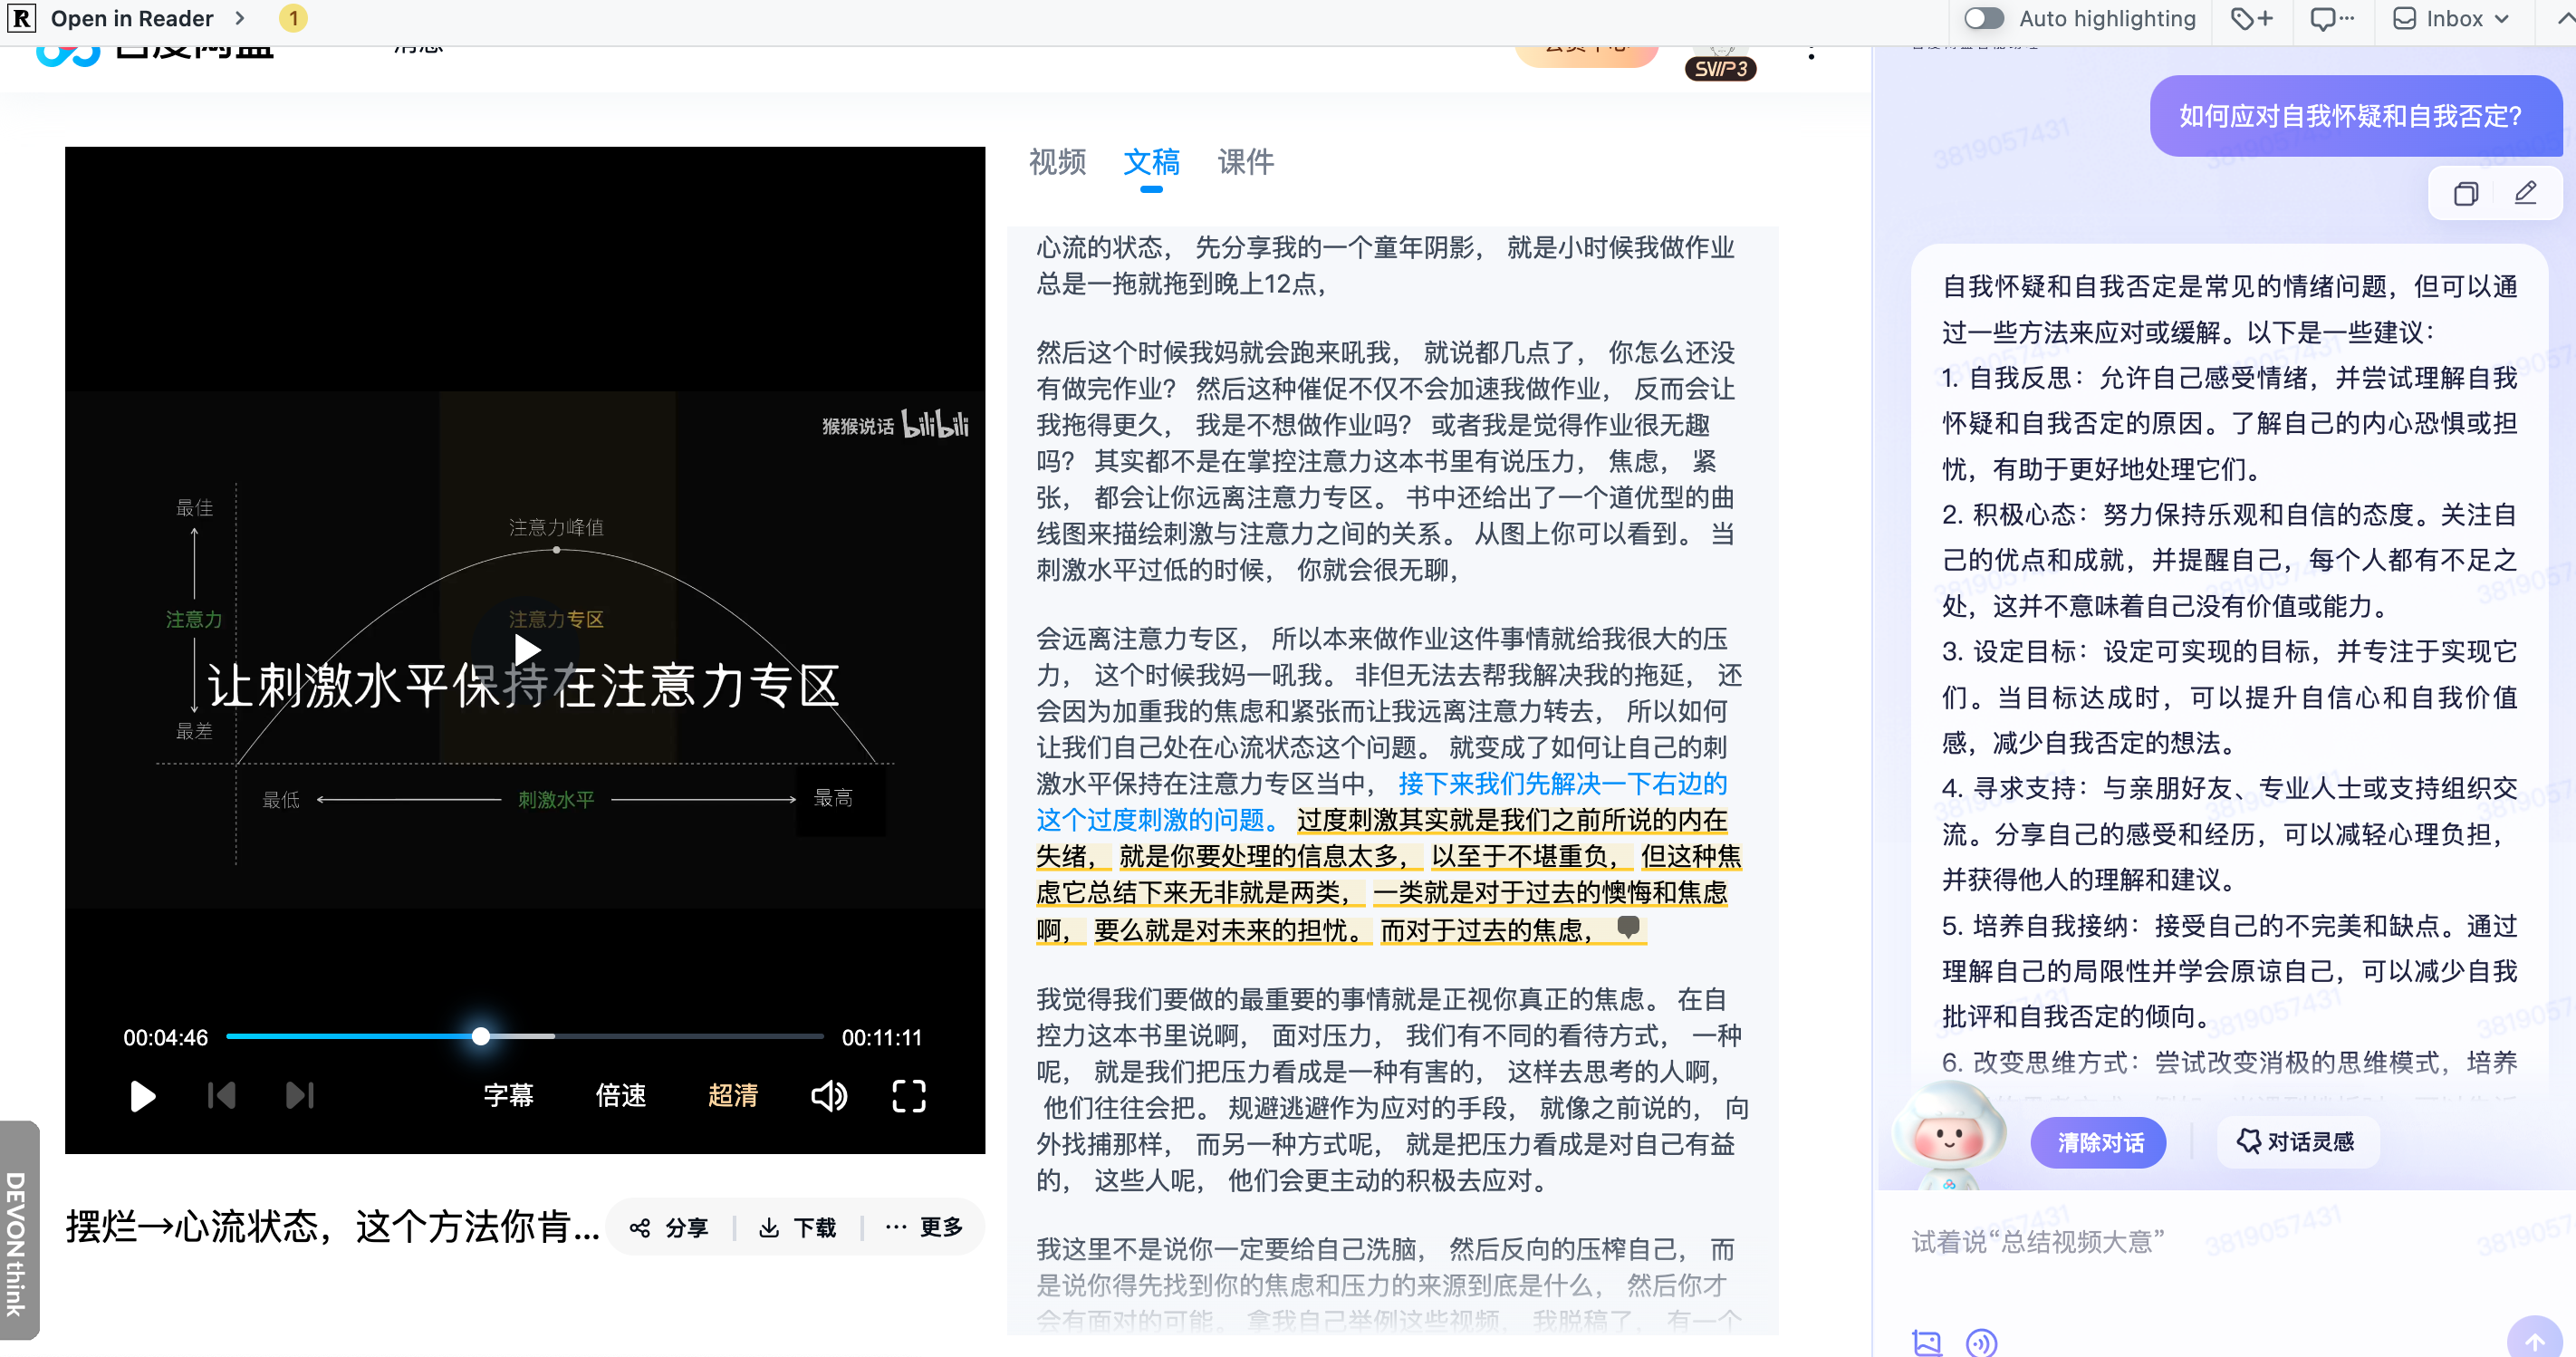 Open in Reader
1
Auto highlighting
Inbox
百度网盘
消息
会员中心
SVIP3
如何应对自我怀疑和自我否定?
视频
文稿
课件
猴猴说话 bilibili
最佳
注意力峰值
注意力
注意力专区
让刺激水平保持在注意力专区
最差
最低
刺激水平
最高
00:04:46
00:11:11
字幕
倍速
超清
摆烂→心流状态，这个方法你肯...
分享
下载
更多
DEVONthink
心流的状态， 先分享我的一个童年阴影， 就是小时候我做作业
总是一拖就拖到晚上12点，
然后这个时候我妈就会跑来吼我， 就说都几点了， 你怎么还没
有做完作业? 然后这种催促不仅不会加速我做作业， 反而会让
我拖得更久， 我是不想做作业吗? 或者我是觉得作业很无趣
吗? 其实都不是在掌控注意力这本书里有说压力， 焦虑， 紧
张， 都会让你远离注意力专区。 书中还给出了一个道优型的曲
线图来描绘刺激与注意力之间的关系。 从图上你可以看到。 当
刺激水平过低的时候， 你就会很无聊，
会远离注意力专区， 所以本来做作业这件事情就给我很大的压
力， 这个时候我妈一吼我。 非但无法去帮我解决我的拖延， 还
会因为加重我的焦虑和紧张而让我远离注意力转去， 所以如何
让我们自己处在心流状态这个问题。 就变成了如何让自己的刺
激水平保持在注意力专区当中， 接下来我们先解决一下右边的
这个过度刺激的问题。 过度刺激其实就是我们之前所说的内在
失绪， 就是你要处理的信息太多， 以至于不堪重负， 但这种焦
虑它总结下来无非就是两类， 一类就是对于过去的懊悔和焦虑
啊， 要么就是对未来的担忧。 而对于过去的焦虑，
我觉得我们要做的最重要的事情就是正视你真正的焦虑。 在自
控力这本书里说啊， 面对压力， 我们有不同的看待方式， 一种
呢， 就是我们把压力看成是一种有害的， 这样去思考的人啊，
他们往往会把。 规避逃避作为应对的手段， 就像之前说的， 向
外找捕那样， 而另一种方式呢， 就是把压力看成是对自己有益
的， 这些人呢， 他们会更主动的积极去应对。
我这里不是说你一定要给自己洗脑， 然后反向的压榨自己， 而
是说你得先找到你的焦虑和压力的来源到底是什么， 然后你才
会有面对的可能。 拿我自己举例这些视频， 我脱稿了， 有一个
自我怀疑和自我否定是常见的情绪问题，但可以通
过一些方法来应对或缓解。以下是一些建议：
1. 自我反思：允许自己感受情绪，并尝试理解自我
怀疑和自我否定的原因。了解自己的内心恐惧或担
忧，有助于更好地处理它们。
2. 积极心态：努力保持乐观和自信的态度。关注自
己的优点和成就，并提醒自己，每个人都有不足之
处，这并不意味着自己没有价值或能力。
3. 设定目标：设定可实现的目标，并专注于实现它
们。当目标达成时，可以提升自信心和自我价值
感，减少自我否定的想法。
4. 寻求支持：与亲朋好友、专业人士或支持组织交
流。分享自己的感受和经历，可以减轻心理负担，
并获得他人的理解和建议。
5. 培养自我接纳：接受自己的不完美和缺点。通过
理解自己的局限性并学会原谅自己，可以减少自我
批评和自我否定的倾向。
6. 改变思维方式：尝试改变消极的思维模式，培养
清除对话
对话灵感
试着说“总结视频大意”
3819057431